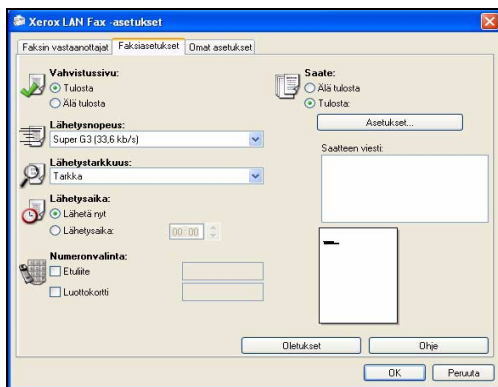 Xerox LAN Fax -asetukset
Faksin vastaanottajat Faksiasetukset Omat asetukset
Vahvistussivu:
Tulosta
Älä tulosta
Lähetysnopeus:
Super G3 (33,6 kb/s)
Lähetystarkkuus:
Tarkka
Lähetysaika:
Lähetä nyt
Lähetysaika: 00:00
Numeronvalinta:
Etuliite
Luottokortti
Saate:
Älä tulosta
Tulosta:
Asetukset...
Saatteen viesti:
Oletukset Ohje
OK Peruuta